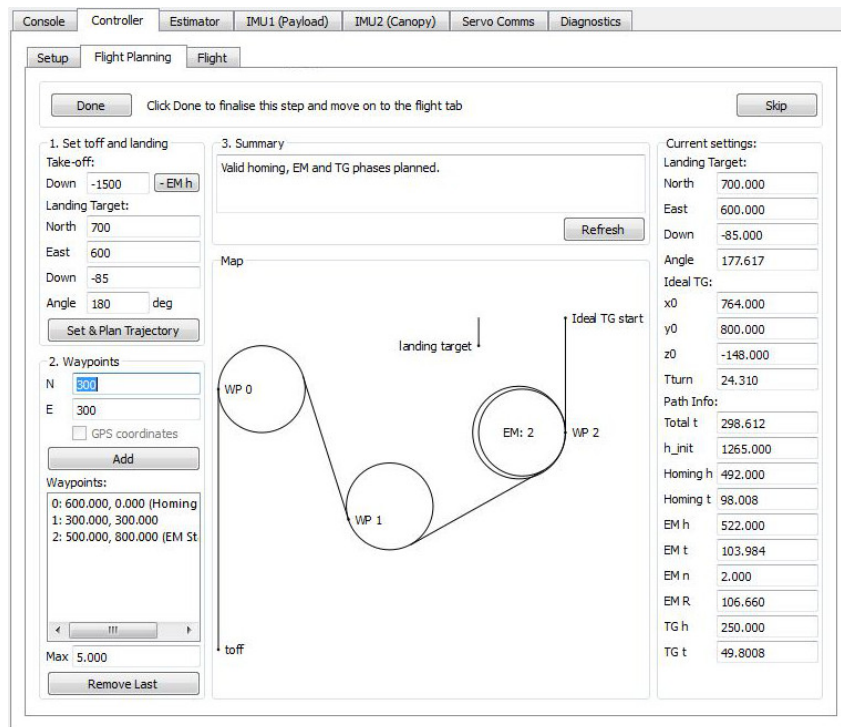 Console Controller Estimator IMU1 (Payload) IMU2 (Canopy) Servo Comms Diagnostics
Setup Flight Planning Flight
Done Click Done to finalise this step and move on to the flight tab Skip
1. Set toff and landing
Take-off:
Down -1500 - EM h
Landing Target:
North 700
East 600
Down -85
Angle 180 deg
Set & Plan Trajectory
2. Waypoints
N 300
E 300
GPS coordinates
Add
Waypoints:
0: 600.000, 0.000 (Homing
1: 300.000, 300.000
2: 500.000, 800.000 (EM St
Max 5.000
Remove Last
3. Summary
Valid homing, EM and TG phases planned.
Refresh
Map
Ideal TG start
landing target
WP 0
EM: 2 WP 2
WP 1
toff
Current settings:
Landing Target:
North 700.000
East 600.000
Down -85.000
Angle 177.617
Ideal TG:
x0 764.000
y0 800.000
z0 -148.000
Tturn 24.310
Path Info:
Total t 298.612
h_init 1265.000
Homing h 492.000
Homing t 98.008
EM h 522.000
EM t 103.984
EM n 2.000
EM R 106.660
TG h 250.000
TG t 49.8008